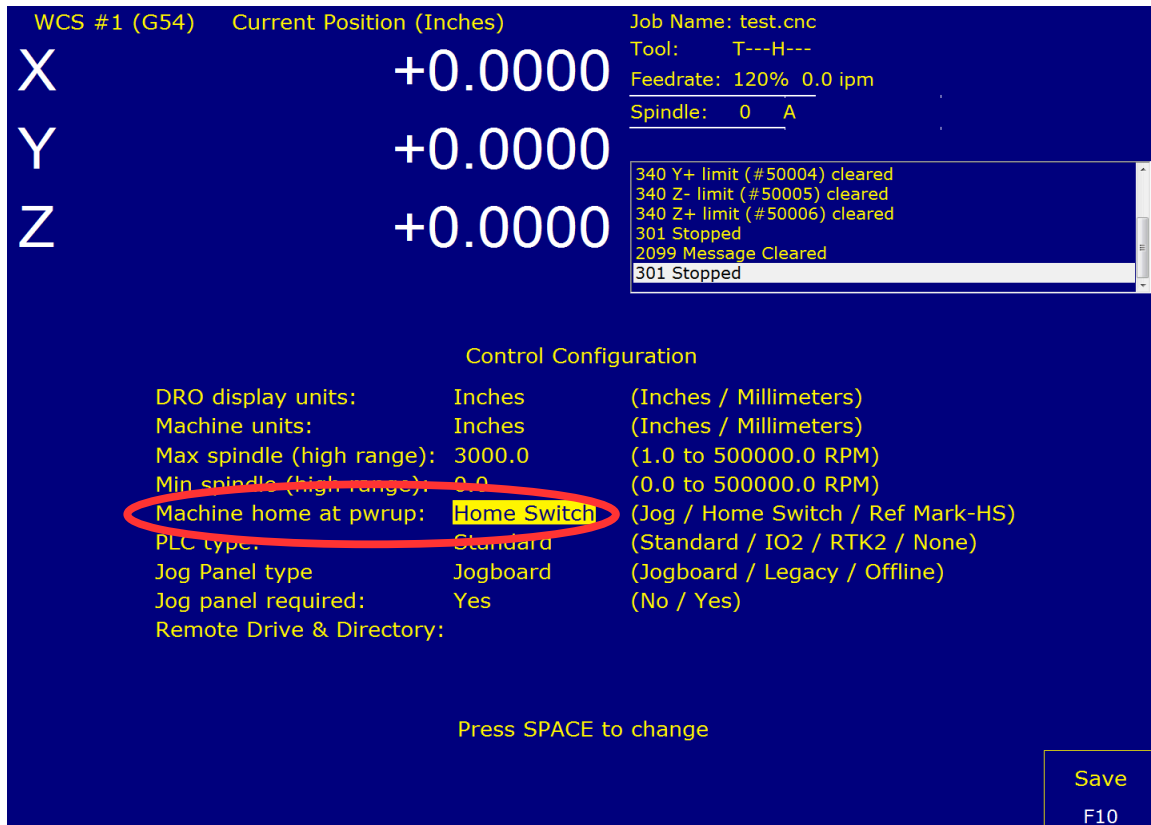 WCS #1 (G54) Current Position (Inches)
X +0.0000
Y +0.0000
Z +0.0000
Job Name: test.cnc
Tool: T---H---
Feedrate: 120% 0.0 ipm
Spindle: 0 A
340 Y+ limit (#50004) cleared
340 Z- limit (#50005) cleared
340 Z+ limit (#50006) cleared
301 Stopped
2099 Message Cleared
301 Stopped
Control Configuration
DRO display units: Inches (Inches / Millimeters)
Machine units: Inches (Inches / Millimeters)
Max spindle (high range): 3000.0 (1.0 to 500000.0 RPM)
Min spindle (high range): 0.0 (0.0 to 500000.0 RPM)
Machine home at pwrup: Home Switch (Jog / Home Switch / Ref Mark-HS)
PLC type: Standard (Standard / IO2 / RTK2 / None)
Jog Panel type Jogboard (Jogboard / Legacy / Offline)
Jog panel required: Yes (No / Yes)
Remote Drive & Directory:
Press SPACE to change
Save
F10